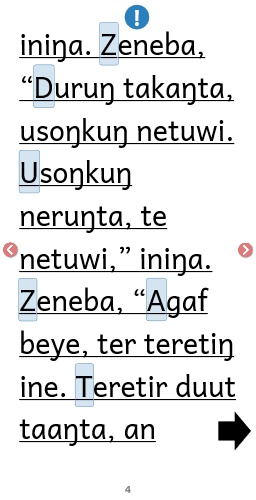 iniŋa. Zeneba,
“Duruŋ takaŋta,
usoŋkuŋ netuwi.
Usoŋkuŋ
neruŋta, te
netuwi,” iniŋa.
Zeneba, “Agaf
beye, ter teretiŋ
ine. Teretir duut
taaŋta, an
4